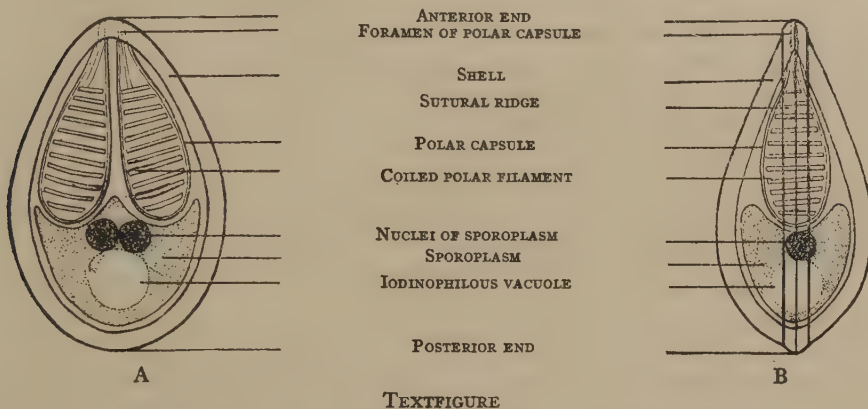 ANTERIOR END
FORAMEN OF POLAR CAPSULE
SHELL
SUTURAL RIDGE
POLAR CAPSULE
COILED POLAR FILAMENT
NUCLEI OF SPOROPLASM
SPOROPLASM
IODINOPHILOUS VACUOLE
POSTERIOR END
A
B
TEXTFIGURE